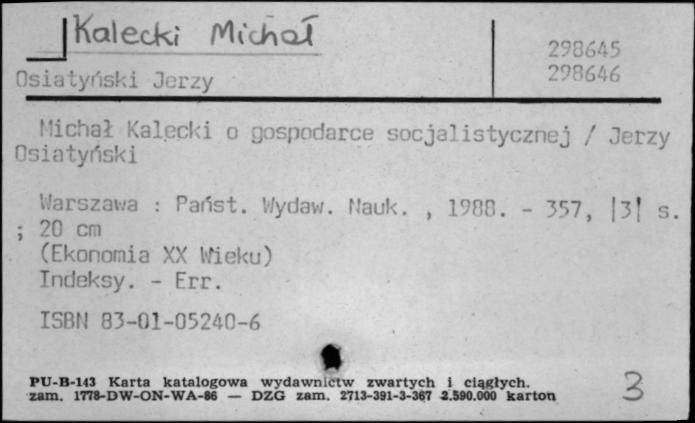 Kalecki Michał
298645
298646
Osiatyński Jerzy
Michał Kalecki o gospodarce socjalistycznej / Jerzy
Osiatyński
Warszawa : Państ. Wydaw. Nauk. , 1988. - 357, |3| s.
; 20 cm
(Ekonomia XX Wieku)
Indeksy. - Err.
ISBN 83-01-05240-6
PU-B-143 Karta katalogowa wydawnictw zwartych i ciągłych.
zam. 1778-DW-ON-WA-86 — DZG zam. 2713-391-3-367 2.590.000 karton
3